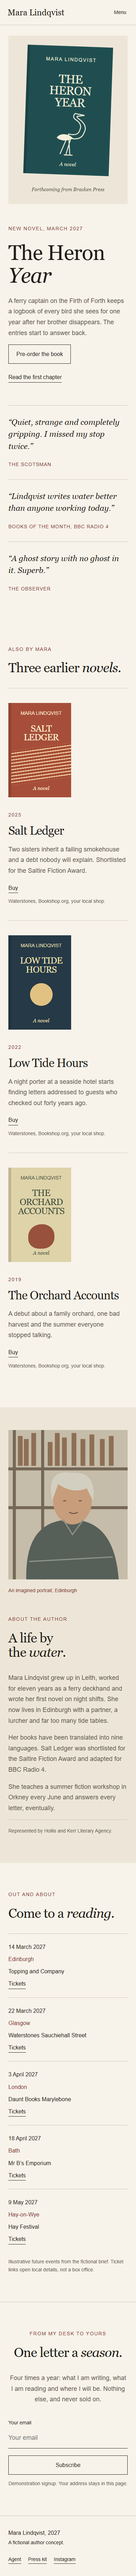 Mara Lindqvist
Menu
MARA LINDQVIST
THE
HERON
YEAR
A novel
Forthcoming from Braeken Press
NEW NOVEL, MARCH 2027
The Heron
Year
A ferry captain on the Firth of Forth keeps
a logbook of every bird she sees for one
year after her brother disappears. The
entries start to answer back.
Pre-order the book
Read the first chapter
“Quiet, strange and completely
gripping. I missed my stop
twice.”
THE SCOTSMAN
“Lindqvist writes water better
than anyone working today.”
BOOKS OF THE MONTH, BBC RADIO 4
“A ghost story with no ghost in
it. Superb.”
THE OBSERVER
ALSO BY MARA
Three earlier novels.
MARA LINDQVIST
SALT
LEDGER
A novel
2025
Salt Ledger
Two sisters inherit a failing smokehouse
and a debt nobody will explain. Shortlisted
for the Saltire Fiction Award.
Buy
Waterstones, Bookshop.org, your local shop.
MARA LINDQVIST
LOW TIDE
HOURS
A novel
2022
Low Tide Hours
A night porter at a seaside hotel starts
finding letters addressed to guests who
checked out forty years ago.
Buy
Waterstones, Bookshop.org, your local shop.
MARA LINDQVIST
THE
ORCHARD
ACCOUNTS
A novel
2019
The Orchard Accounts
A debut about a family orchard, one bad
harvest and the summer everyone
stopped talking.
Buy
Waterstones, Bookshop.org, your local shop.
An imagined portrait, Edinburgh
ABOUT THE AUTHOR
A life by
the water.
Mara Lindqvist grew up in Leith, worked
for eleven years as a ferry deckhand and
wrote her first novel on night shifts. She
now lives in Edinburgh with a partner, a
lurcher and far too many tide tables.
Her books have been translated into nine
languages. Salt Ledger was shortlisted for
the Saltire Fiction Award and adapted for
BBC Radio 4.
She teaches a summer fiction workshop in
Orkney every June and answers every
letter, eventually.
Represented by Hollis and Kerr Literary Agency.
OUT AND ABOUT
Come to a reading.
14 March 2027
Edinburgh
Topping and Company
Tickets
22 March 2027
Glasgow
Waterstones Sauchiehall Street
Tickets
3 April 2027
London
Daunt Books Marylebone
Tickets
18 April 2027
Bath
Mr B’s Emporium
Tickets
9 May 2027
Hay-on-Wye
Hay Festival
Tickets
Illustrative future events from the fictional brief. Ticket
links open local details, not a box office.
FROM MY DESK TO YOURS
One letter a season.
Four times a year: what I am writing, what
I am reading and where I will be. Nothing
else, and never sold on.
Your email
Your email
Subscribe
Demonstration signup. Your address stays in this page.
Mara Lindqvist, 2027
A fictional author concept.
Agent
Press kit
Instagram